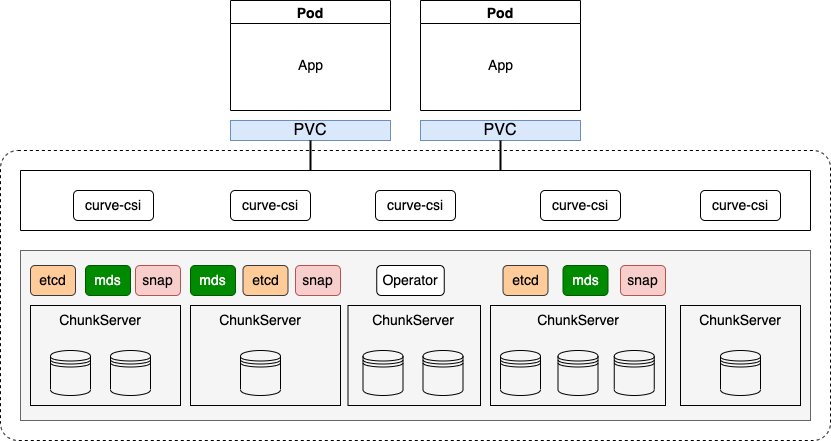 Pod
Pod
App
App
PVC
PVC
curve-csi
curve-csi
curve-csi
curve-csi
curve-csi
etcd
mds
snap
mds
etcd
snap
Operator
etcd
mds
snap
ChunkServer
ChunkServer
ChunkServer
ChunkServer
ChunkServer